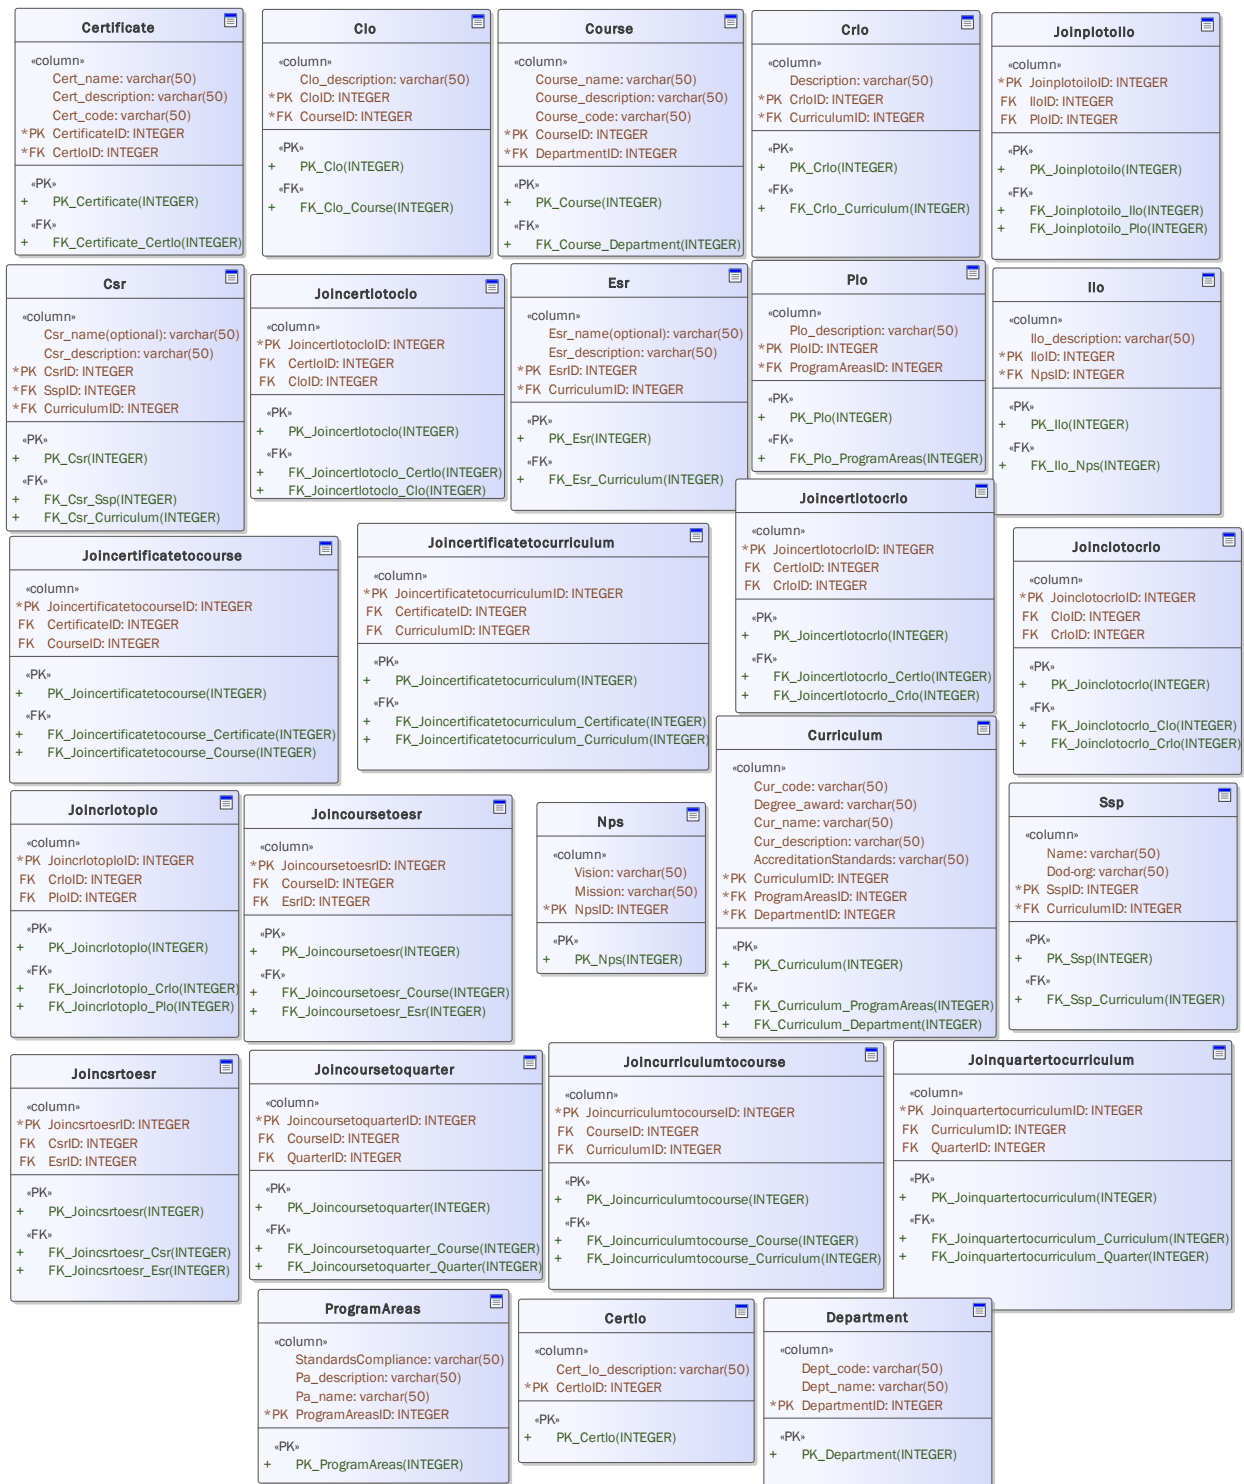 Certificate
«column»
Cert_name: varchar(50)
Cert_description: varchar(50)
Cert_code: varchar(50)
*PK CertificateID: INTEGER
*FK CertloID: INTEGER
«PK»
+ PK_Certificate(INTEGER)
«FK»
+ FK_Certificate_Certlo(INTEGER)
Clo
«column»
Clo_description: varchar(50)
*PK CloID: INTEGER
*FK CourseID: INTEGER
«PK»
+ PK_Clo(INTEGER)
«FK»
+ FK_Clo_Course(INTEGER)
Course
«column»
Course_name: varchar(50)
Course_description: varchar(50)
Course_code: varchar(50)
*PK CourseID: INTEGER
*FK DepartmentID: INTEGER
«PK»
+ PK_Course(INTEGER)
«FK»
+ FK_Course_Department(INTEGER)
Crlo
«column»
Description: varchar(50)
*PK CrloID: INTEGER
*FK CurriculumID: INTEGER
«PK»
+ PK_Crlo(INTEGER)
«FK»
+ FK_Crlo_Curriculum(INTEGER)
Joinplotoilo
«column»
*PK JoinplotoiloID: INTEGER
FK IloID: INTEGER
FK PloID: INTEGER
«PK»
+ PK_Joinplotoilo(INTEGER)
«FK»
+ FK_Joinplotoilo_Ilo(INTEGER)
+ FK_Joinplotoilo_Plo(INTEGER)
Csr
«column»
Csr_name(optional): varchar(50)
Csr_description: varchar(50)
*PK CsrID: INTEGER
*FK SspID: INTEGER
*FK CurriculumID: INTEGER
«PK»
+ PK_Csr(INTEGER)
«FK»
+ FK_Csr_Ssp(INTEGER)
+ FK_Csr_Curriculum(INTEGER)
Joincertlotoclo
«column»
*PK JoincertlotocloID: INTEGER
FK CertloID: INTEGER
FK CloID: INTEGER
«PK»
+ PK_Joincertlotoclo(INTEGER)
«FK»
+ FK_Joincertlotoclo_Certlo(INTEGER)
+ FK_Joincertlotoclo_Clo(INTEGER)
Esr
«column»
Esr_name(optional): varchar(50)
Esr_description: varchar(50)
*PK EsrID: INTEGER
*FK CurriculumID: INTEGER
«PK»
+ PK_Esr(INTEGER)
«FK»
+ FK_Esr_Curriculum(INTEGER)
Plo
«column»
Plo_description: varchar(50)
*PK PloID: INTEGER
*FK ProgramAreasID: INTEGER
«PK»
+ PK_Plo(INTEGER)
«FK»
+ FK_Plo_ProgramAreas(INTEGER)
Ilo
«column»
Ilo_description: varchar(50)
*PK IloID: INTEGER
*FK NpsID: INTEGER
«PK»
+ PK_Ilo(INTEGER)
«FK»
+ FK_Ilo_Nps(INTEGER)
Joincertificatetocourse
«column»
*PK JoincertificatetocourseID: INTEGER
FK CertificateID: INTEGER
FK CourseID: INTEGER
«PK»
+ PK_Joincertificatetocourse(INTEGER)
«FK»
+ FK_Joincertificatetocourse_Certificate(INTEGER)
+ FK_Joincertificatetocourse_Course(INTEGER)
Joincertificatetocurriculum
«column»
*PK JoincertificatetocurriculumID: INTEGER
FK CertificateID: INTEGER
FK CurriculumID: INTEGER
«PK»
+ PK_Joincertificatetocurriculum(INTEGER)
«FK»
+ FK_Joincertificatetocurriculum_Certificate(INTEGER)
+ FK_Joincertificatetocurriculum_Curriculum(INTEGER)
Joincertlotocrlo
«column»
*PK JoincertlotocrloID: INTEGER
FK CertloID: INTEGER
FK CrloID: INTEGER
«PK»
+ PK_Joincertlotocrlo(INTEGER)
«FK»
+ FK_Joincertlotocrlo_Certlo(INTEGER)
+ FK_Joincertlotocrlo_Crlo(INTEGER)
Joinclotocrlo
«column»
*PK JoinclotocrloID: INTEGER
FK CloID: INTEGER
FK CrloID: INTEGER
«PK»
+ PK_Joinclotocrlo(INTEGER)
«FK»
+ FK_Joinclotocrlo_Clo(INTEGER)
+ FK_Joinclotocrlo_Crlo(INTEGER)
Joincrlotoplo
«column»
*PK JoincrlotoploID: INTEGER
FK CrloID: INTEGER
FK PloID: INTEGER
«PK»
+ PK_Joincrlotoplo(INTEGER)
«FK»
+ FK_Joincrlotoplo_Crlo(INTEGER)
+ FK_Joincrlotoplo_Plo(INTEGER)
Joincoursetoesr
«column»
*PK JoincoursetoesrID: INTEGER
FK CourseID: INTEGER
FK EsrID: INTEGER
«PK»
+ PK_Joincoursetoesr(INTEGER)
«FK»
+ FK_Joincoursetoesr_Course(INTEGER)
+ FK_Joincoursetoesr_Esr(INTEGER)
Nps
«column»
Vision: varchar(50)
Mission: varchar(50)
*PK NpsID: INTEGER
«PK»
+ PK_Nps(INTEGER)
Curriculum
«column»
Cur_code: varchar(50)
Degree_award: varchar(50)
Cur_name: varchar(50)
Cur_description: varchar(50)
AccreditationStandards: varchar(50)
*PK CurriculumID: INTEGER
*FK ProgramAreasID: INTEGER
*FK DepartmentID: INTEGER
«PK»
+ PK_Curriculum(INTEGER)
«FK»
+ FK_Curriculum_ProgramAreas(INTEGER)
+ FK_Curriculum_Department(INTEGER)
Ssp
«column»
Name: varchar(50)
Dod-org: varchar(50)
*PK SspID: INTEGER
*FK CurriculumID: INTEGER
«PK»
+ PK_Ssp(INTEGER)
«FK»
+ FK_Ssp_Curriculum(INTEGER)
Joincsrtoesr
«column»
*PK JoincsrtoesrID: INTEGER
FK CsrID: INTEGER
FK EsrID: INTEGER
«PK»
+ PK_Joincsrtoesr(INTEGER)
«FK»
+ FK_Joincsrtoesr_Csr(INTEGER)
+ FK_Joincsrtoesr_Esr(INTEGER)
Joincoursetoquarter
«column»
*PK JoincoursetoquarterID: INTEGER
FK CourseID: INTEGER
FK QuarterID: INTEGER
«PK»
+ PK_Joincoursetoquarter(INTEGER)
«FK»
+ FK_Joincoursetoquarter_Course(INTEGER)
+ FK_Joincoursetoquarter_Quarter(INTEGER)
Joincurriculumtocourse
«column»
*PK JoincurriculumtocourseID: INTEGER
FK CourseID: INTEGER
FK CurriculumID: INTEGER
«PK»
+ PK_Joincurriculumtocourse(INTEGER)
«FK»
+ FK_Joincurriculumtocourse_Course(INTEGER)
+ FK_Joincurriculumtocourse_Curriculum(INTEGER)
Joinquartertocurriculum
«column»
*PK JoinquartertocurriculumID: INTEGER
FK CurriculumID: INTEGER
FK QuarterID: INTEGER
«PK»
+ PK_Joinquartertocurriculum(INTEGER)
«FK»
+ FK_Joinquartertocurriculum_Curriculum(INTEGER)
+ FK_Joinquartertocurriculum_Quarter(INTEGER)
ProgramAreas
«column»
StandardsCompliance: varchar(50)
Pa_description: varchar(50)
Pa_name: varchar(50)
*PK ProgramAreasID: INTEGER
«PK»
+ PK_ProgramAreas(INTEGER)
Certlo
«column»
Cert_lo_description: varchar(50)
*PK CertloID: INTEGER
«PK»
+ PK_Certlo(INTEGER)
Department
«column»
Dept_code: varchar(50)
Dept_name: varchar(50)
*PK DepartmentID: INTEGER
«PK»
+ PK_Department(INTEGER)